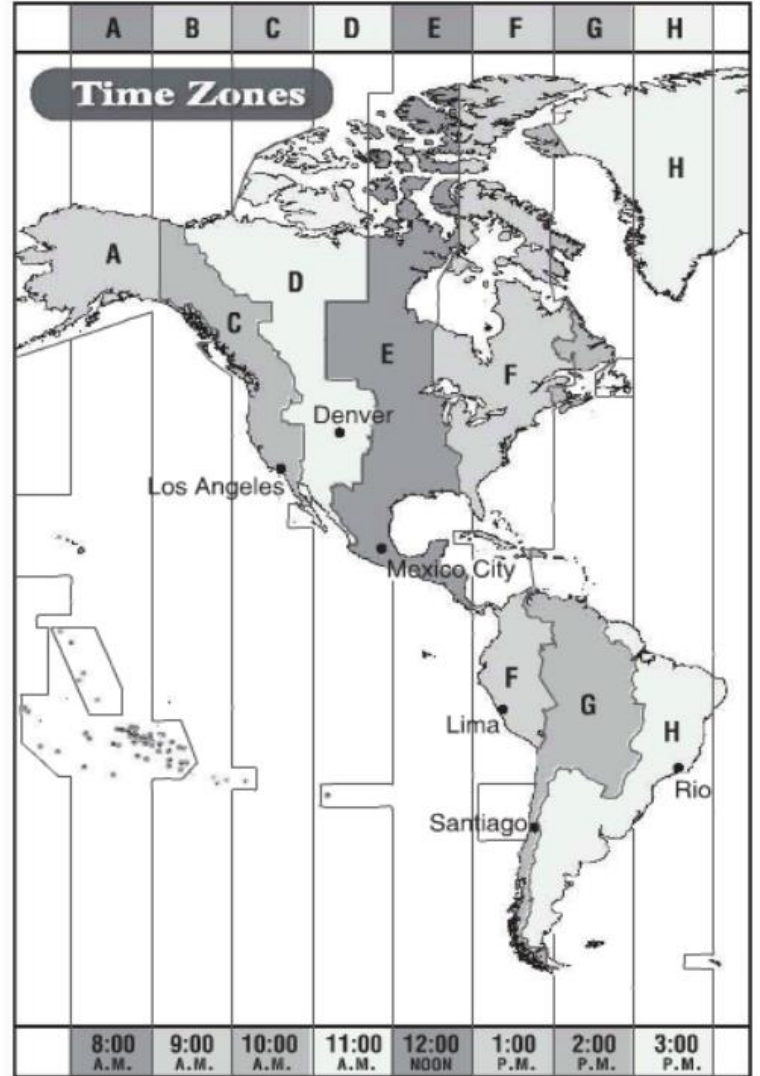 A B C D E F G H
Time Zones
H
A
D
C
E
F
Denver
Los Angeles
Mexico City
F
G
Lima
H
Rio
Santiago
8:00 9:00 10:00 11:00 12:00 1:00 2:00 3:00
A.M. A.M. A.M. A.M. NOON P.M. P.M. P.M.